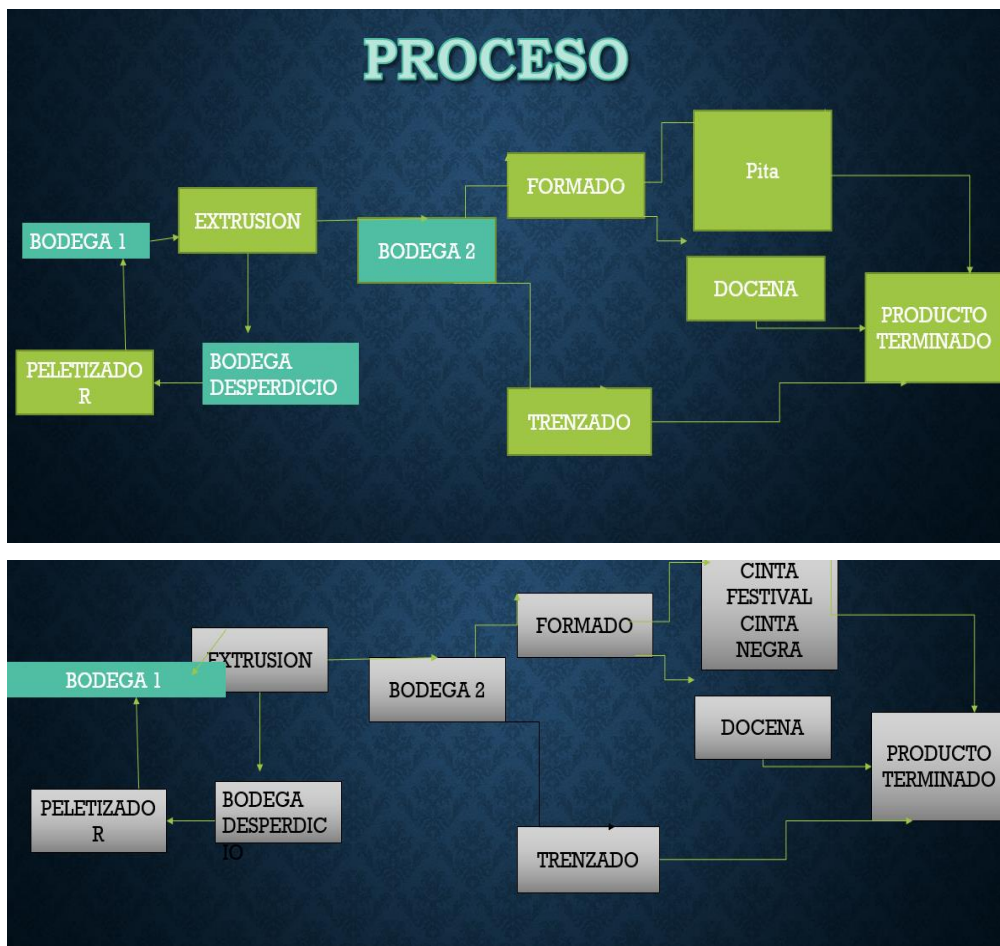 PROCESO
Pita
FORMADO
EXTRUSION
BODEGA 1
BODEGA 2
DOCENA
PRODUCTO
TERMINADO
BODEGA
DESPERDICIO
PELETIZADO
R
TRENZADO
CINTA
FESTIVAL
CINTA
NEGRA
FORMADO
EXTRUSION
BODEGA 1
BODEGA 2
DOCENA
PRODUCTO
TERMINADO
BODEGA
DESPERDIC
IO
PELETIZADO
R
TRENZADO